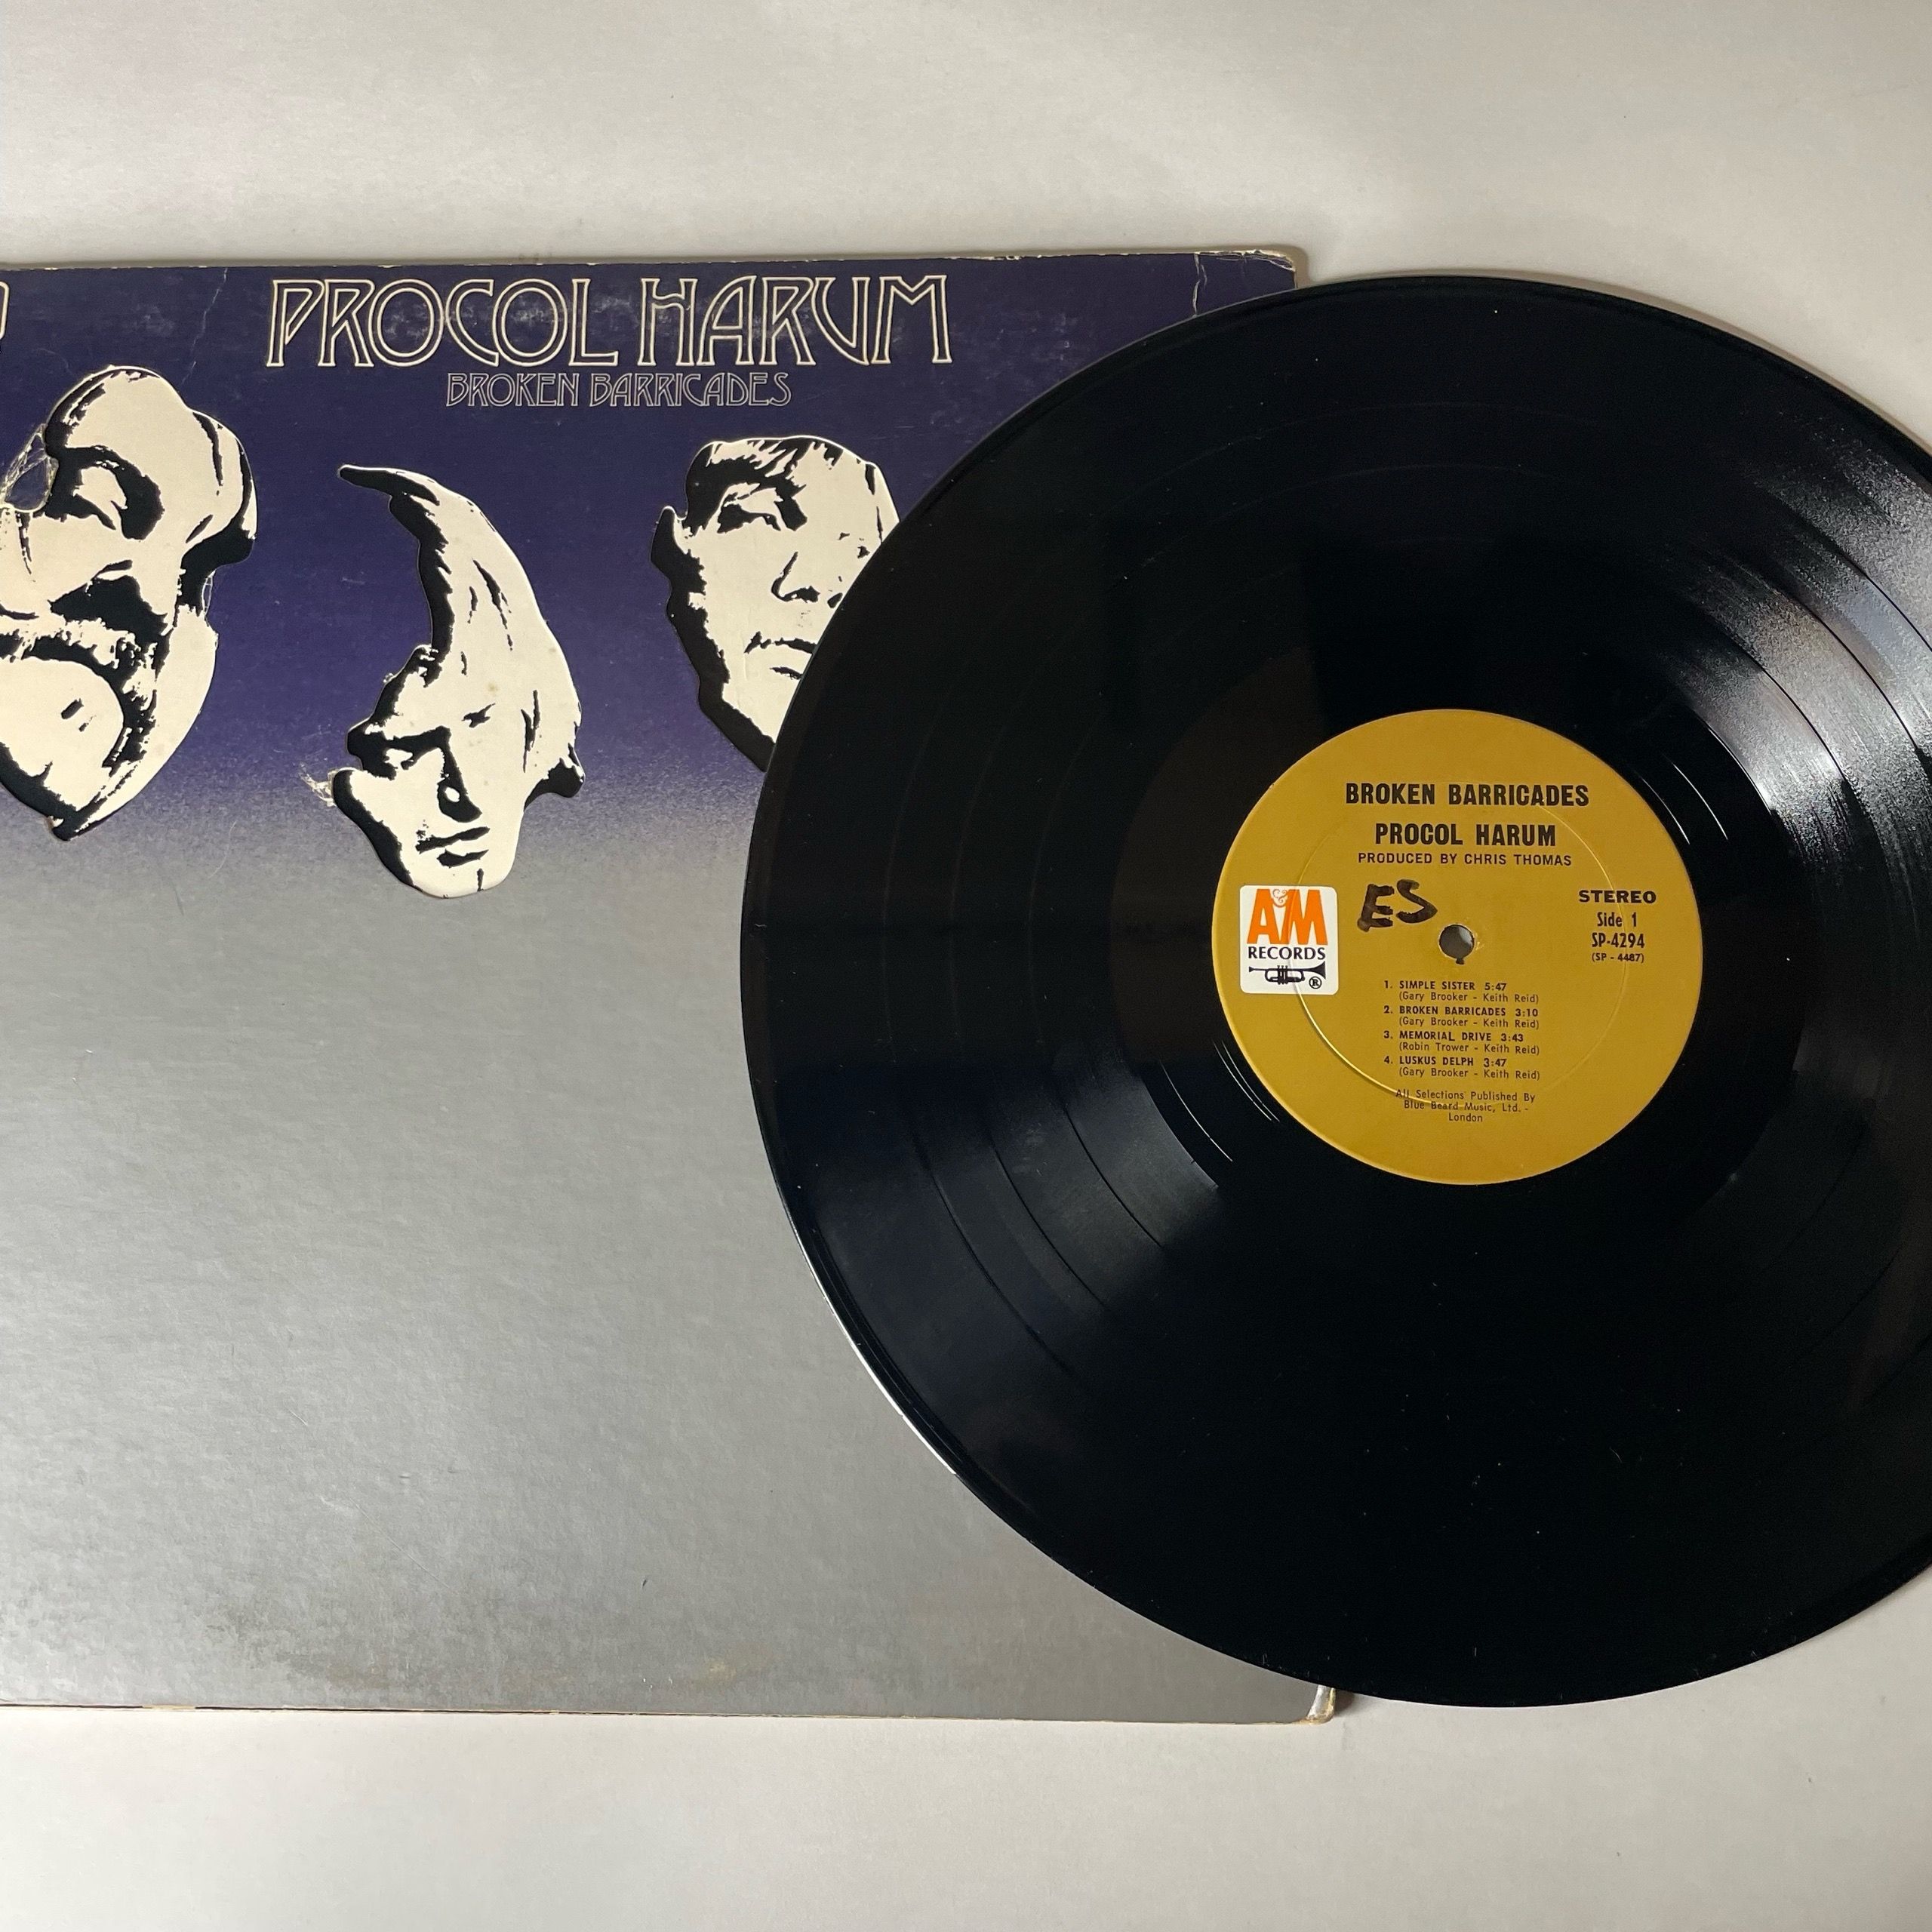 PROCOL HARUM
BROKEN BARRICADES
BROKEN BARRICADES
PROCOL HARUM
PRODUCED BY CHRIS THOMAS
ES
A&M
RECORDS
®
STEREO
Side 1
SP-4294
(SP - 4487)
1. SIMPLE SISTER 5:47
(Gary Brooker - Keith Reid)
2. BROKEN BARRICADES 3:10
(Gary Brooker - Keith Reid)
3. MEMORIAL DRIVE 3:43
(Robin Trower - Keith Reid)
4. LUSKUS DELPH 3:47
(Gary Brooker - Keith Reid)
All Selections Published By
Blue Beard Music, Ltd. -
London